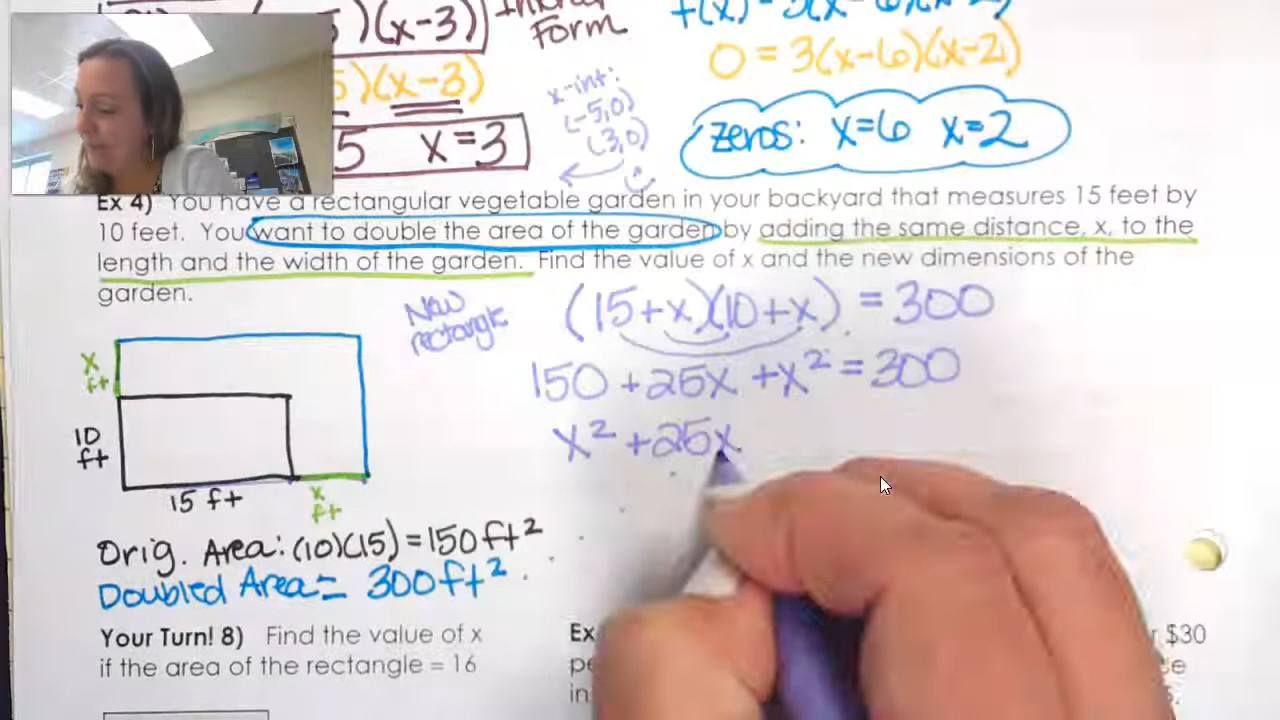 )(x-3)
Form
f(x) = 3(x-6)(x-2)
0 = 3(x-6)(x-2)
)(x-3)
x-int:
(-5,0)
(3,0)
5 x=3
zeros: x=6 x=2
Ex 4) You have a rectangular vegetable garden in your backyard that measures 15 feet by
10 feet. You want to double the area of the garden by adding the same distance, x, to the
length and the width of the garden. Find the value of x and the new dimensions of the
garden.
New
rectangle
(15+x)(10+x) = 300
150 +25x +x² = 300
x² +25x
x
ft
10
ft
15 ft
x
ft
Orig. Area: (10)(15) = 150 ft²
Doubled Area = 300 ft².
Your Turn! 8) Find the value of x
if the area of the rectangle = 16
Ex
$30
pe
in